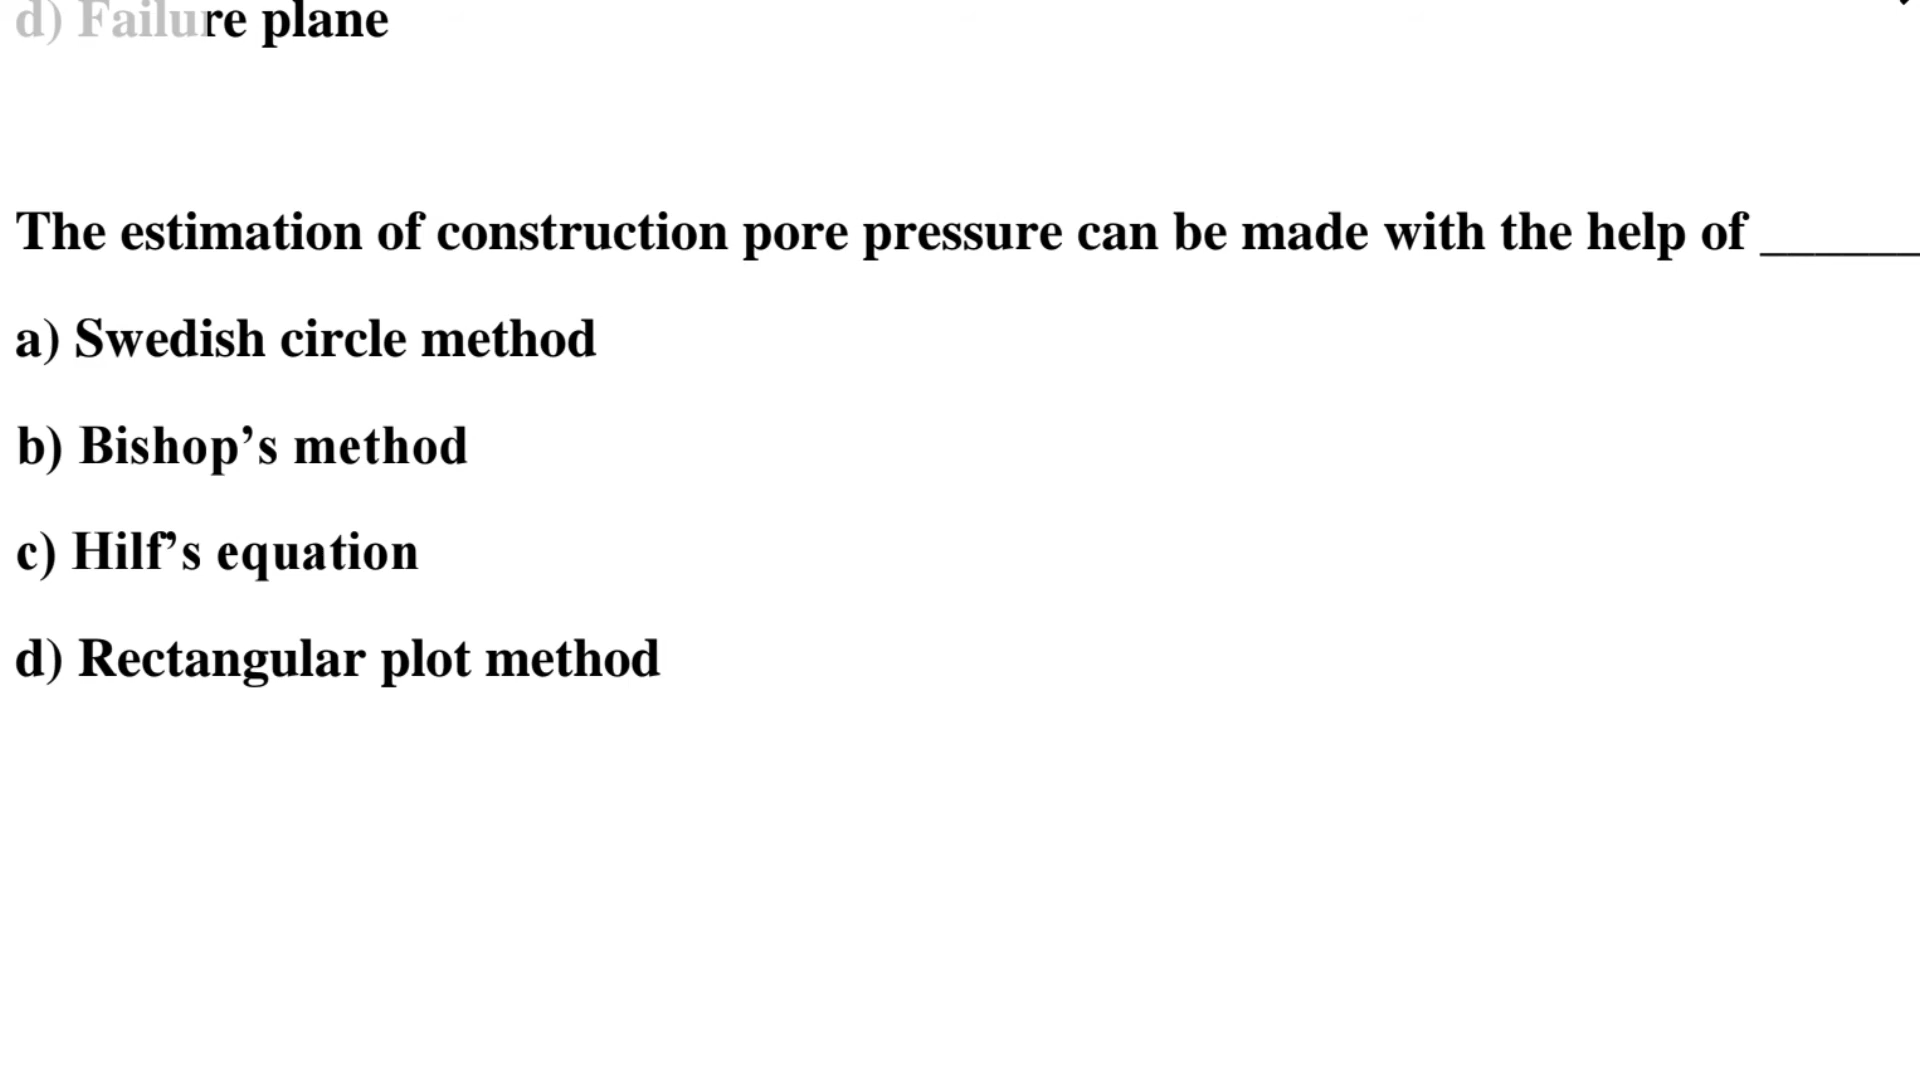 d) Failure plane
The estimation of construction pore pressure can be made with the help of ______
a) Swedish circle method
b) Bishop’s method
c) Hilf’s equation
d) Rectangular plot method